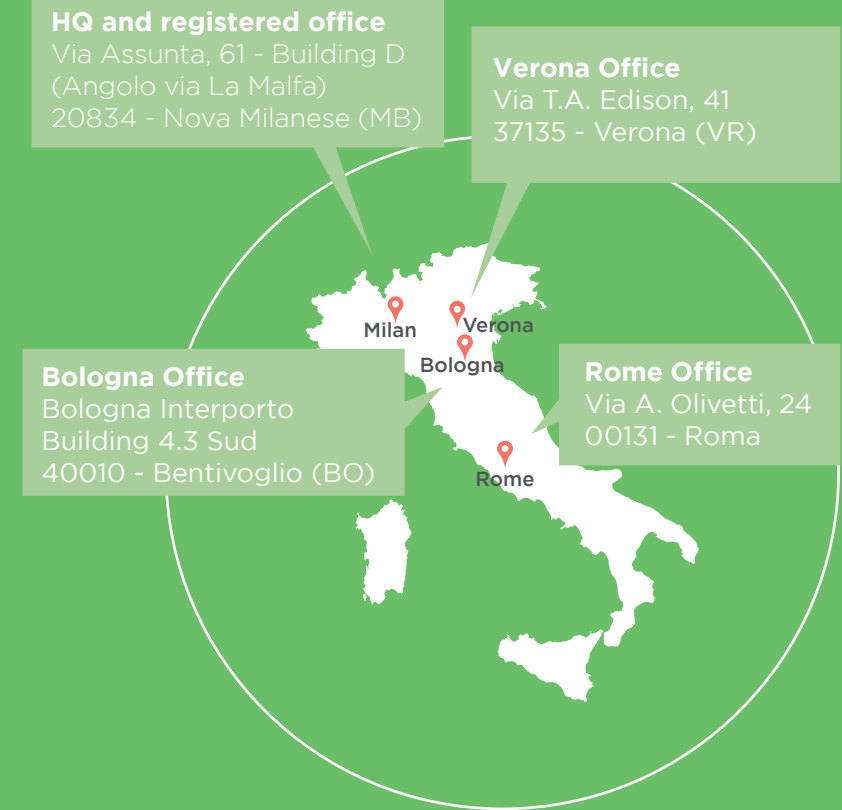 HQ and registered office
Via Assunta, 61 - Building D
(Angolo via La Malfa)
20834 - Nova Milanese (MB)
Verona Office
Via T.A. Edison, 41
37135 - Verona (VR)
Milan
Verona
Bologna
Bologna Office
Bologna Interporto
Building 4.3 Sud
40010 - Bentivoglio (BO)
Rome Office
Via A. Olivetti, 24
00131 - Roma
Rome